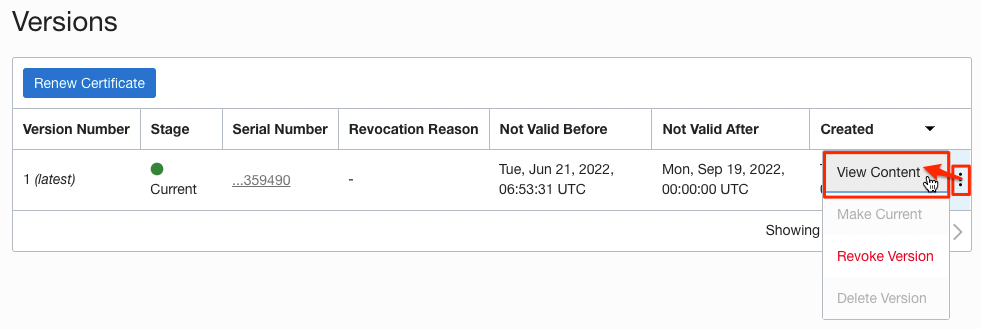 Versions
Renew Certificate
Version Number Stage Serial Number Revocation Reason Not Valid Before Not Valid After Created
1 (latest) Current ...359490 - Tue, Jun 21, 2022, Mon, Sep 19, 2022,
06:53:31 UTC 00:00:00 UTC
View Content
Make Current
Showing
Revoke Version
Delete Version